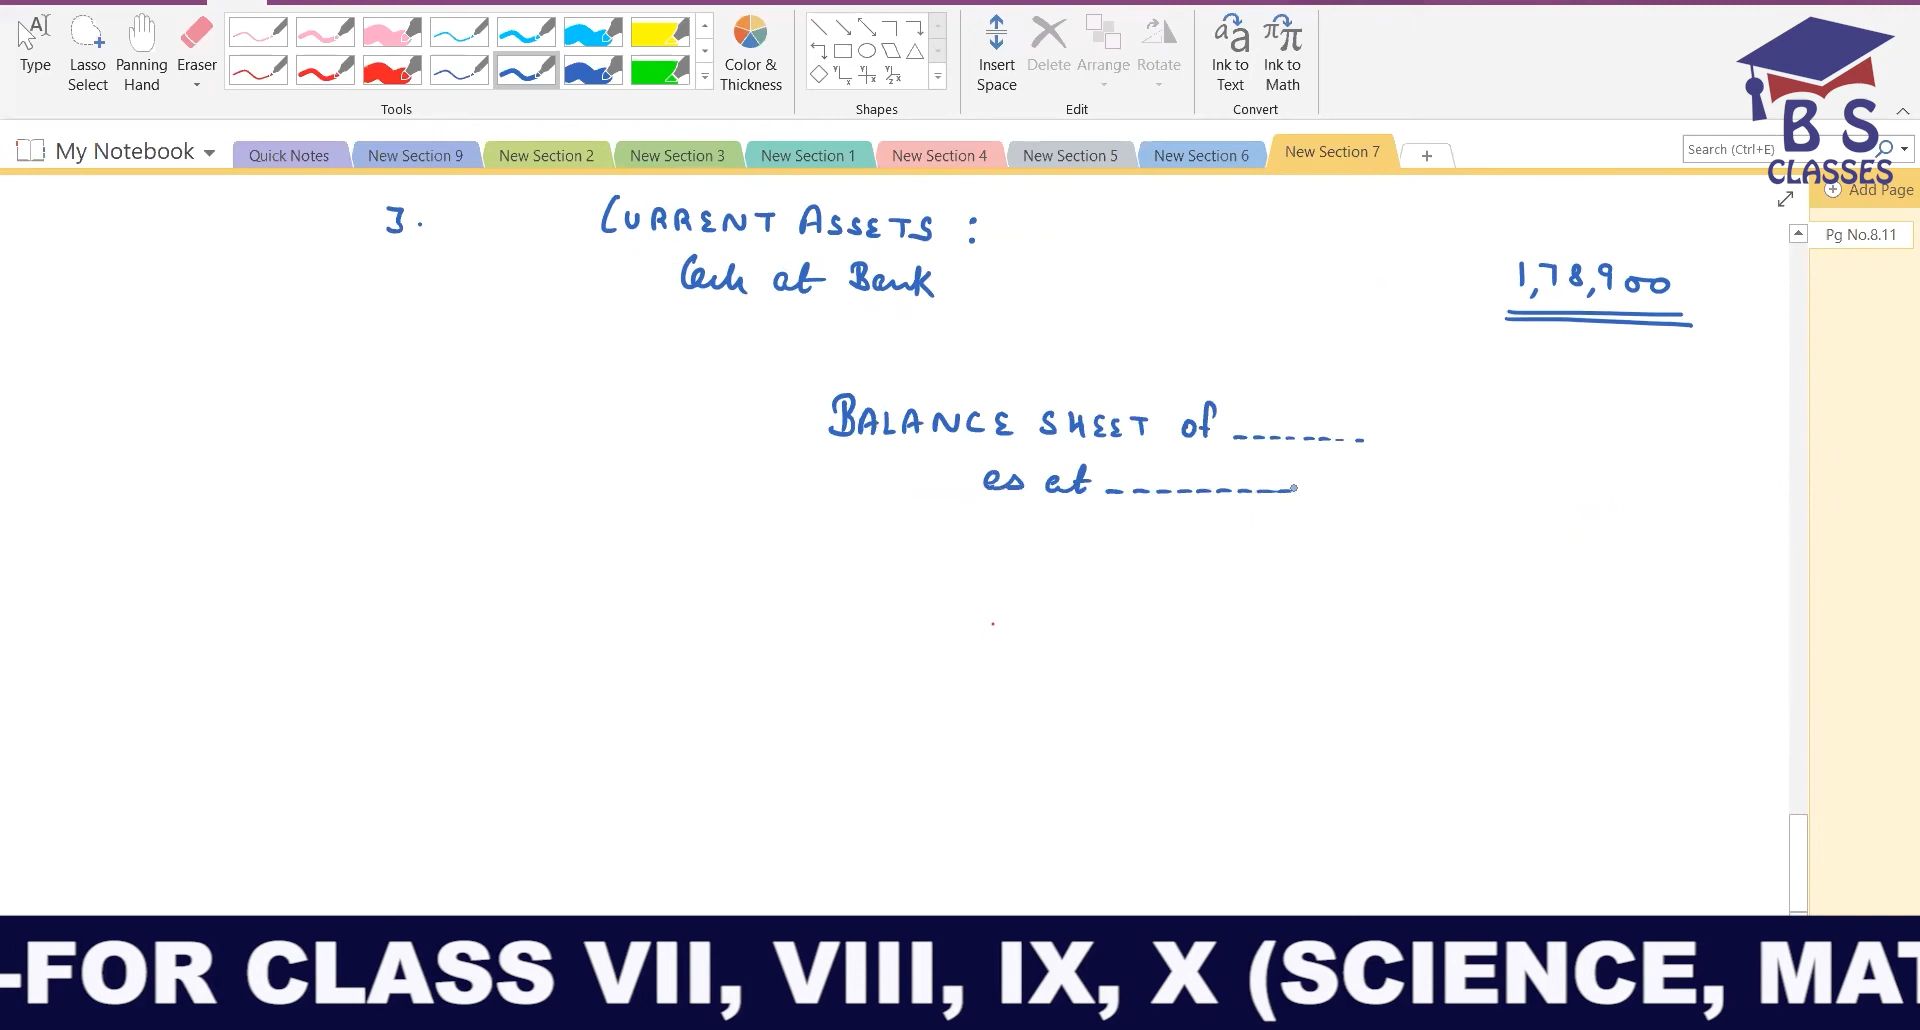 Type
Lasso Select
Panning Hand
Eraser
Color & Thickness
Insert Space
Delete
Arrange
Rotate
Ink to Text
Ink to Math
Tools
Shapes
Edit
Convert
B S
CLASSES
My Notebook
Quick Notes
New Section 9
New Section 2
New Section 3
New Section 1
New Section 4
New Section 5
New Section 6
New Section 7
Search (Ctrl+E)
Add Page
Pg No.8.11
3. CURRENT ASSETS :
Cash at Bank 1,78,900
BALANCE SHEET of --------
as at ----------
-FOR CLASS VII, VIII, IX, X (SCIENCE, MAT